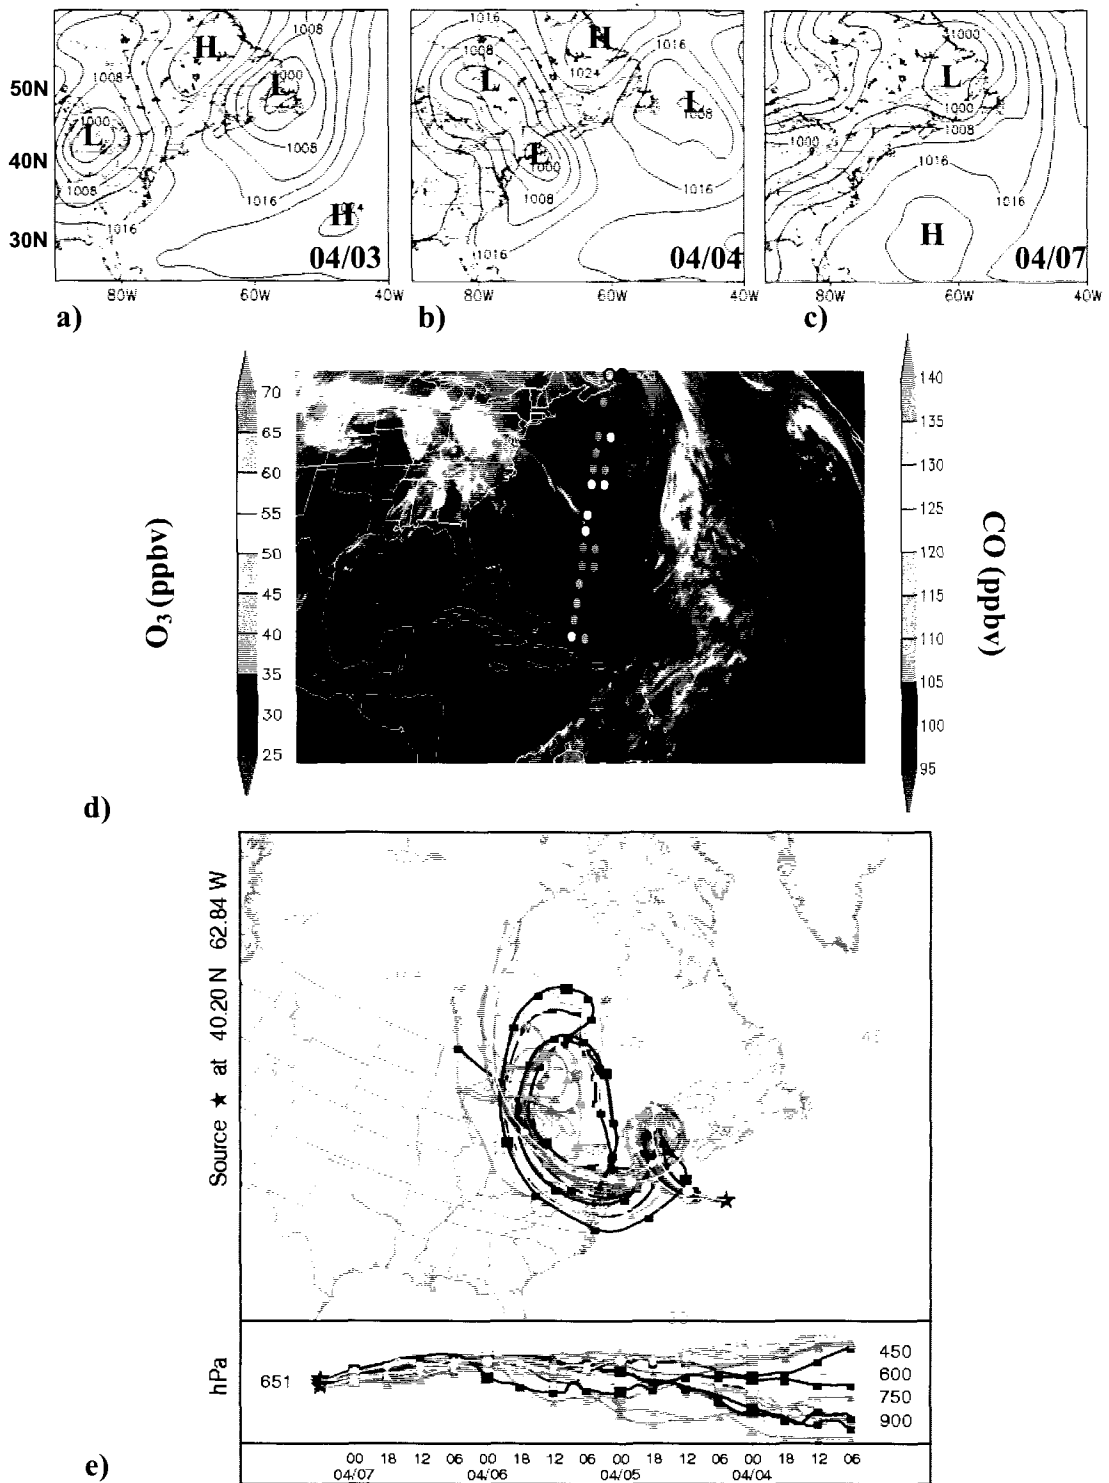 H
1008
1008
1000
L
50N
1000
L
40N
1008
1008
1016
1016
H
30N
04/03
80W
60W
40W
a)
H
1016
1008
1024
L
L
1008
L
1000
1008
1016
1016
04/04
80W
60W
40W
b)
1000
L
1000
1000
1008
1016
1016
H
04/07
80W
60W
40W
c)
O₃ (ppbv)
70
65
60
55
50
45
40
35
30
25
CO (ppbv)
140
135
130
125
120
115
110
105
100
95
d)
Source ★ at 40.20 N 62.84 W
hPa
651
450
600
750
900
00 18 12 06 00 18 12 06 00 18 12 06 00 18 12 06
04/07 04/06 04/05 04/04
e)